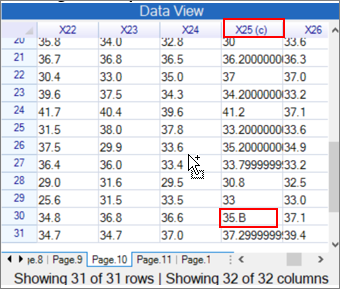 Data View
X22 X23 X24 X25 (c) X26
20 35.8 34.0 32.8 30 33.6
21 36.7 36.8 36.5 36.2000000 36.3
22 30.4 33.0 35.0 37 37.0
23 39.6 37.5 34.3 34.2000000 33.2
24 41.7 40.4 39.6 41.2 37.1
25 31.5 38.0 37.8 33.2000000 33.6
26 37.5 29.9 33.6 35.2000000 34.9
27 36.4 36.0 33.4 33.7999999 33.2
28 29.0 31.6 29.5 30.8 32.5
29 25.6 31.5 33.5 33 33.0
30 34.8 36.8 36.6 35.B 37.1
31 34.7 34.7 37.0 37.2999999 39.4
ge.8 Page.9 Page.10 Page.11 Page.1
Showing 31 of 31 rows | Showing 32 of 32 columns